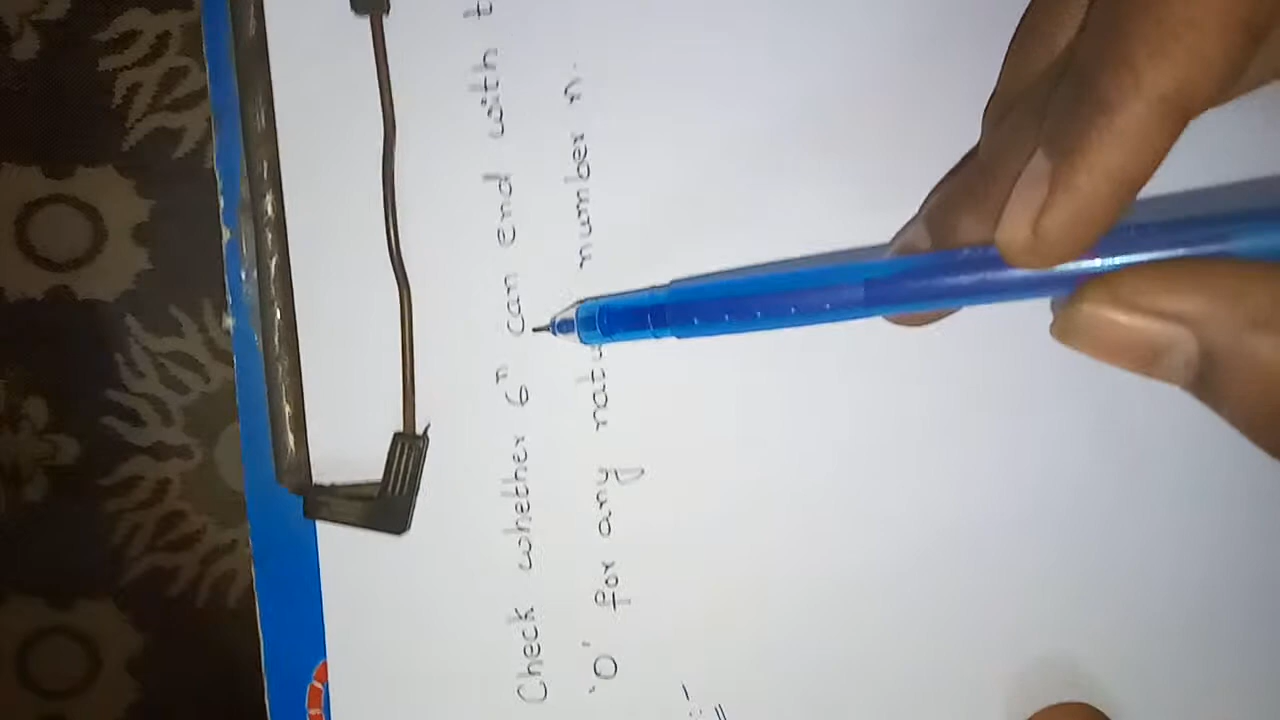 Check whether 6ⁿ can end with
'0' for any number n.
:-